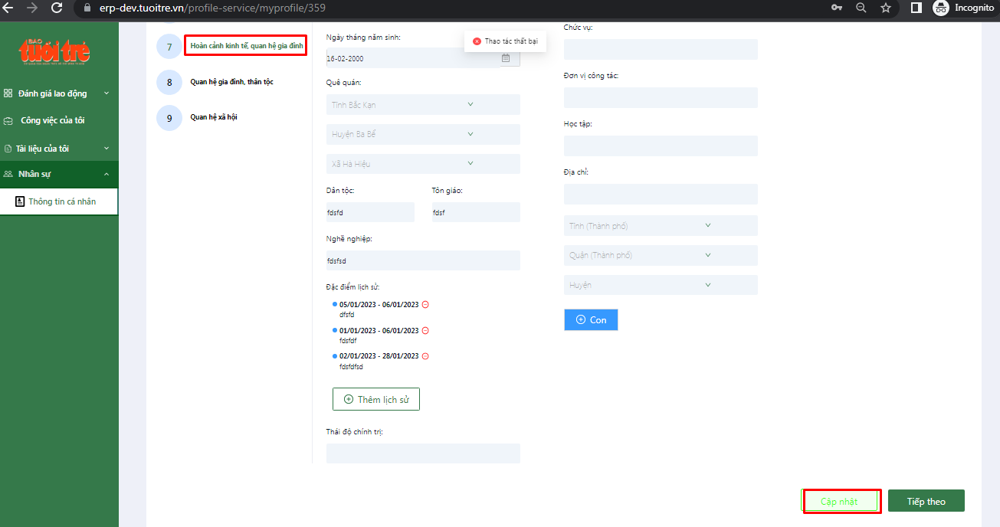 erp-dev.tuoitre.vn/profile-service/myprofile/359
Incognito
BÁO
tuổi trẻ
Đánh giá lao động
Công việc của tôi
Tài liệu của tôi
Nhân sự
Thông tin cá nhân
7
Hoàn cảnh kinh tế, quan hệ gia đình
8
Quan hệ gia đình, thân tộc
9
Quan hệ xã hội
Thao tác thất bại
Ngày tháng năm sinh:
16-02-2000
Quê quán:
Tỉnh Bắc Kạn
Huyện Ba Bể
Xã Hà Hiệu
Dân tộc:
Tôn giáo:
fdsfd
fdsf
Nghề nghiệp:
fdsfsd
Đặc điểm lịch sử:
05/01/2023 - 06/01/2023
dfsfd
01/01/2023 - 06/01/2023
fdsfdf
02/01/2023 - 28/01/2023
fdsfdfsd
Thêm lịch sử
Thái độ chính trị:
Chức vụ:
Đơn vị công tác:
Học tập:
Địa chỉ:
Tỉnh (Thành phố)
Quận (Thành phố)
Huyện
Con
Cập nhật
Tiếp theo